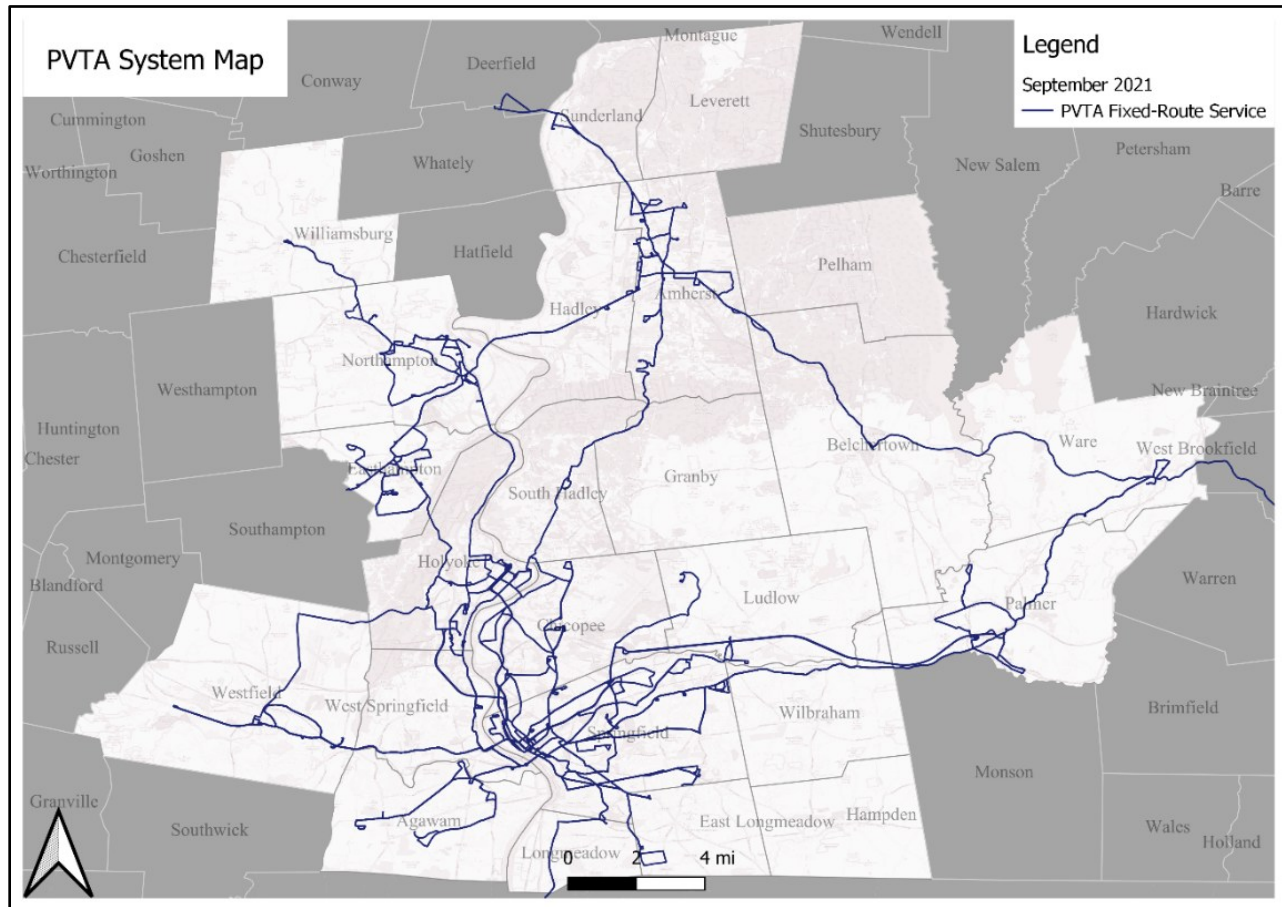 PVTA System Map
Legend
September 2021
PVTA Fixed-Route Service
Montague
Wendell
Conway
Deerfield
Leverett
Sunderland
Cummington
Shutesbury
Goshen
Whately
Petersham
Worthington
New Salem
Barre
Williamsburg
Chesterfield
Hatfield
Pelham
Amherst
Hadley
Hardwick
Northampton
Westhampton
New Braintree
Huntington
Chester
Belchertown
Ware
West Brookfield
Easthampton
Granby
South Hadley
Southampton
Montgomery
Holyoke
Blandford
Warren
Ludlow
Palmer
Chicopee
Russell
Westfield
West Springfield
Wilbraham
Brimfield
Springfield
Monson
Granville
Hampden
Agawam
East Longmeadow
Southwick
Wales
Holland
Longmeadow
0 2 4 mi